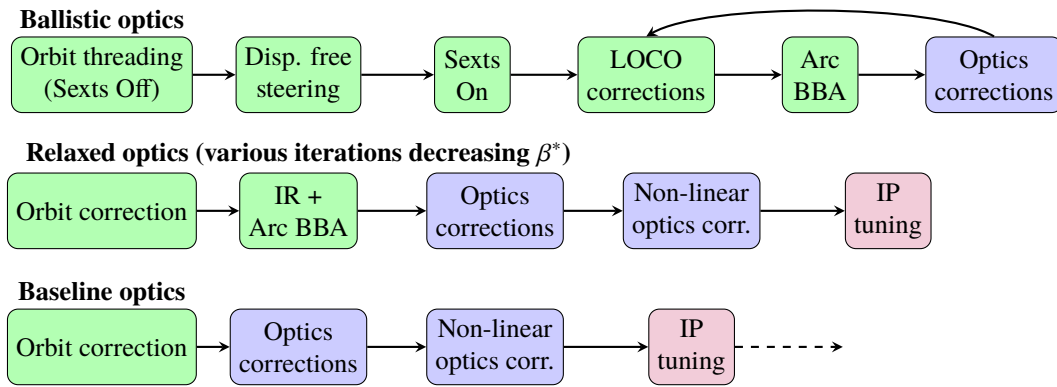 Ballistic optics
Orbit threading
(Sexts Off)
Disp. free
steering
Sexts
On
LOCO
corrections
Arc
BBA
Optics
corrections
Relaxed optics (various iterations decreasing β*)
Orbit correction
IR +
Arc BBA
Optics
corrections
Non-linear
optics corr.
IP
tuning
Baseline optics
Orbit correction
Optics
corrections
Non-linear
optics corr.
IP
tuning